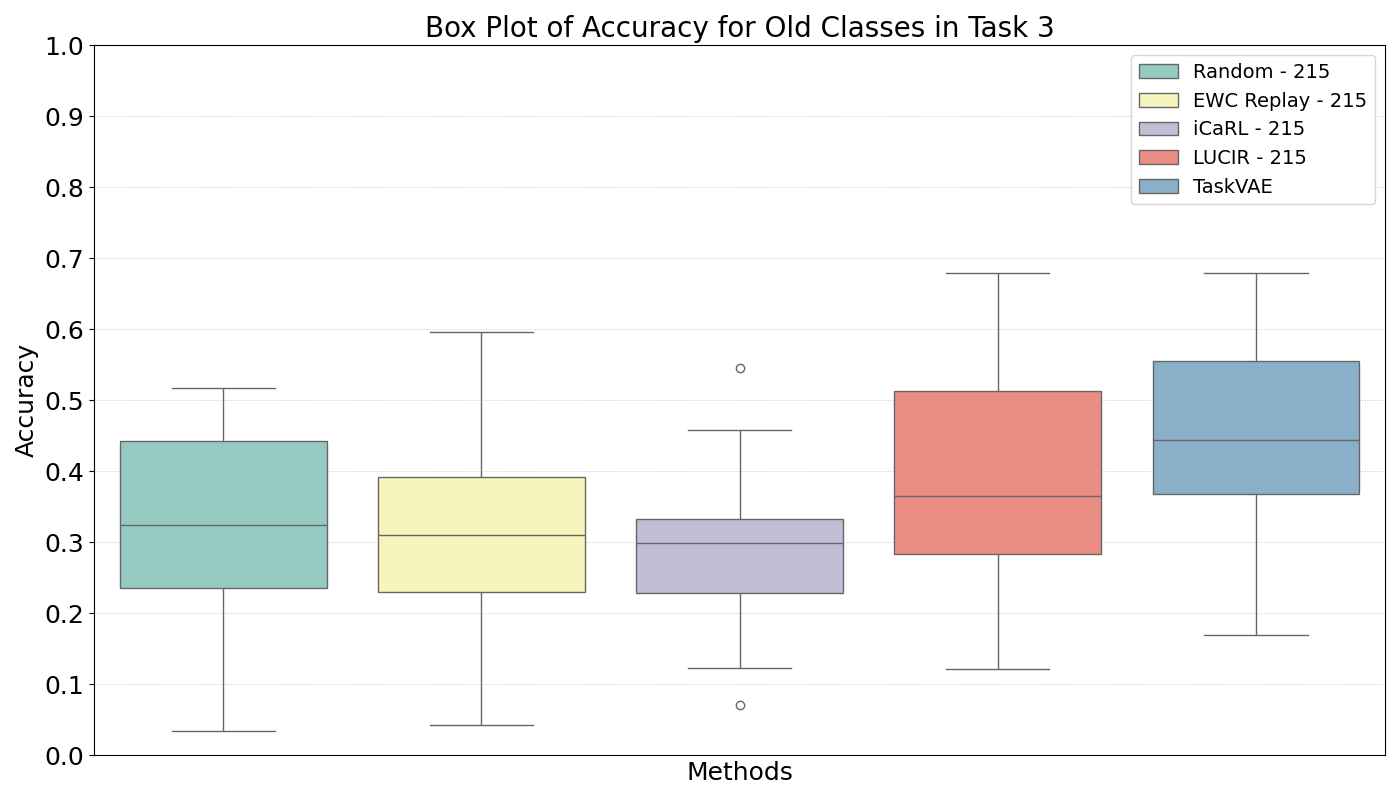 Box Plot of Accuracy for Old Classes in Task 3
1.0
0.9
0.8
0.7
0.6
0.5
0.4
0.3
0.2
0.1
0.0
Accuracy
Methods
Random - 215
EWC Replay - 215
iCaRL - 215
LUCIR - 215
TaskVAE